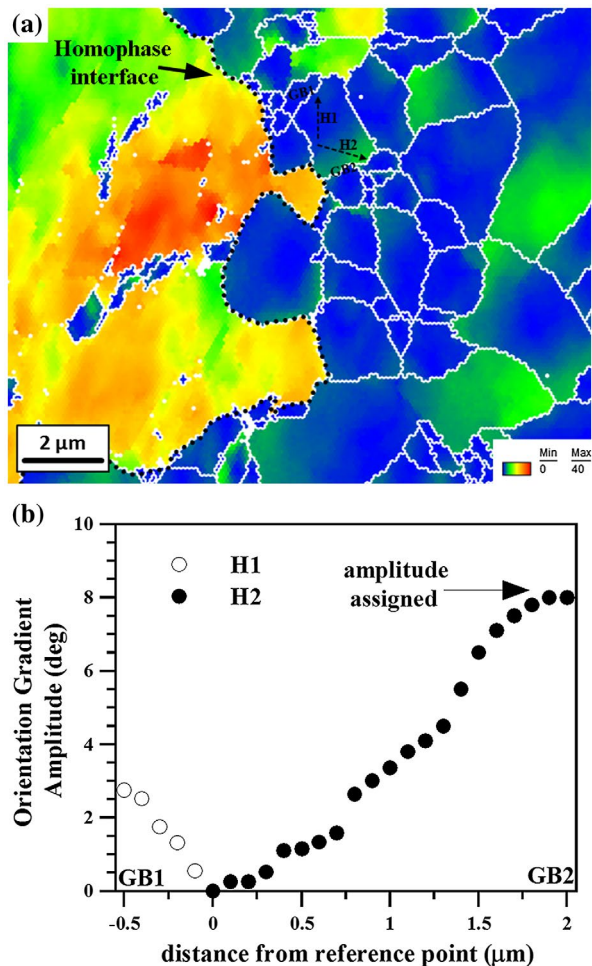 (a)
Homophase
interface
GB1
H1
H2
GB2
2 µm
Min Max
0 40
(b)
10
8
6
4
2
0
Orientation Gradient
Amplitude (deg)
H1
H2
amplitude
assigned
GB1
GB2
-0.5 0 0.5 1 1.5 2
distance from reference point (µm)